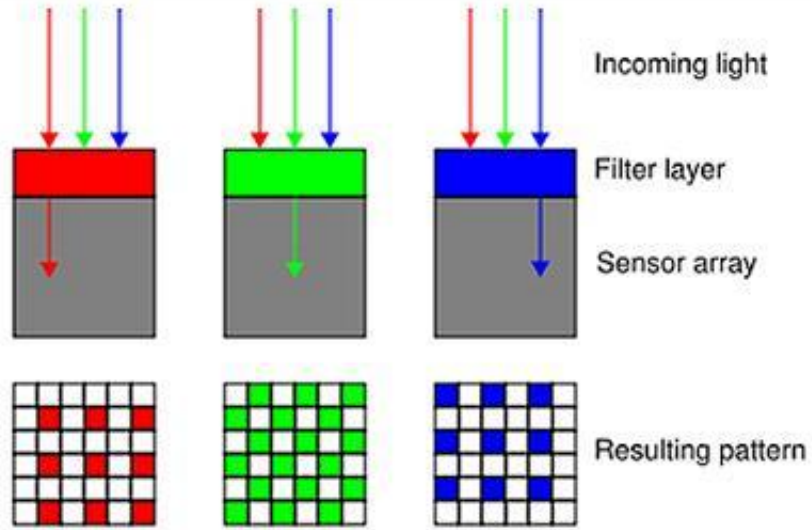 Incoming light
Filter layer
Sensor array
Resulting pattern